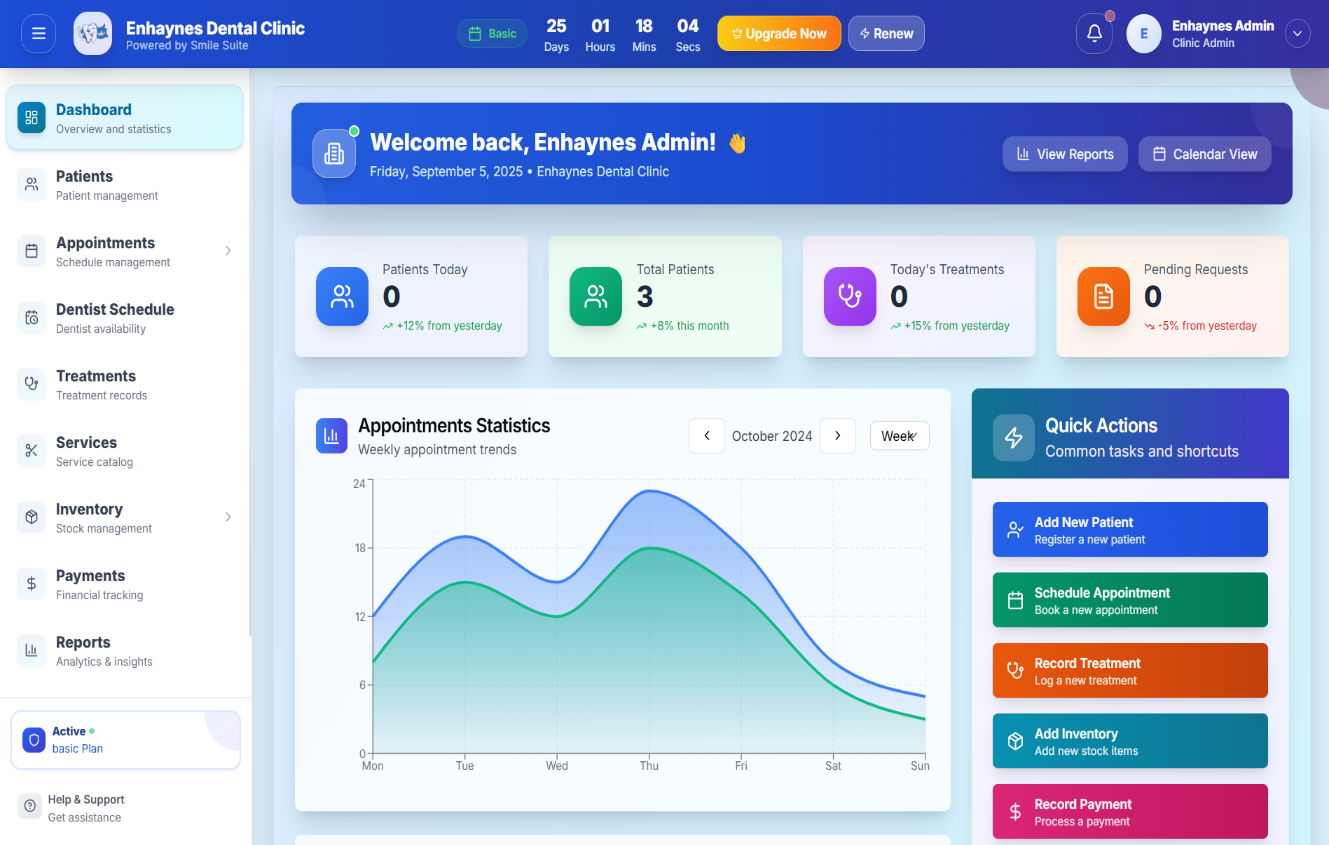 Enhaynes Dental Clinic
Powered by Smile Suite
Basic
25 01 18 04
Days Hours Mins Secs
Upgrade Now
Renew
E
Enhaynes Admin
Clinic Admin
Dashboard
Overview and statistics
Patients
Patient management
Appointments
Schedule management
Dentist Schedule
Dentist availability
Treatments
Treatment records
Services
Service catalog
Inventory
Stock management
Payments
Financial tracking
Reports
Analytics & insights
Active
basic Plan
Help & Support
Get assistance
Welcome back, Enhaynes Admin! 👋
Friday, September 5, 2025 • Enhaynes Dental Clinic
View Reports
Calendar View
Patients Today
0
+12% from yesterday
Total Patients
3
+8% this month
Today's Treatments
0
+15% from yesterday
Pending Requests
0
-5% from yesterday
Appointments Statistics
Weekly appointment trends
October 2024
Week
24
18
12
6
0
Mon Tue Wed Thu Fri Sat Sun
Quick Actions
Common tasks and shortcuts
Add New Patient
Register a new patient
Schedule Appointment
Book a new appointment
Record Treatment
Log a new treatment
Add Inventory
Add new stock items
Record Payment
Process a payment